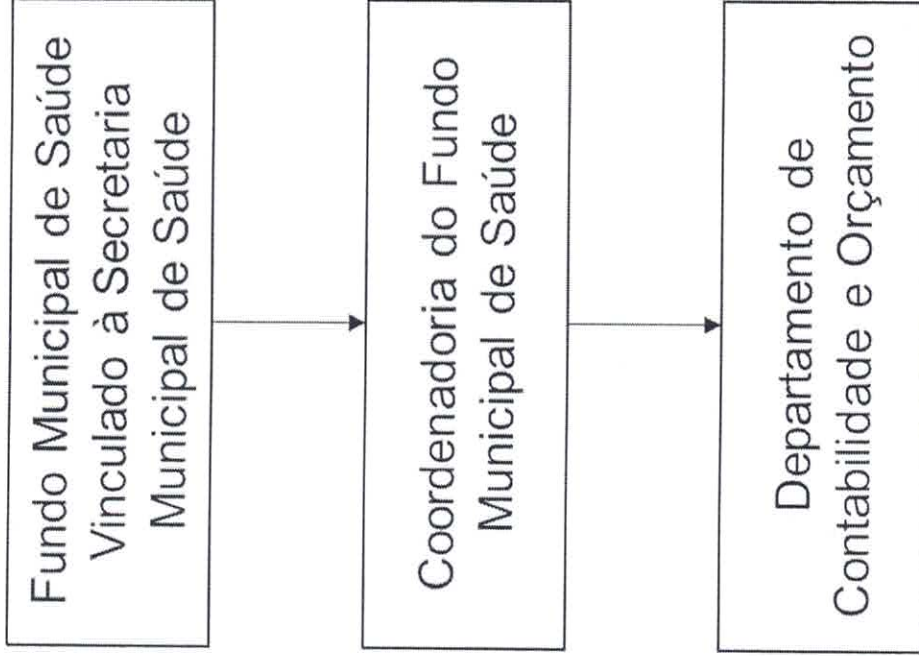 Fundo Municipal de Saúde
Vinculado à Secretaria
Municipal de Saúde
Coordenadoria do Fundo
Municipal de Saúde
Departamento de
Contabilidade e Orçamento